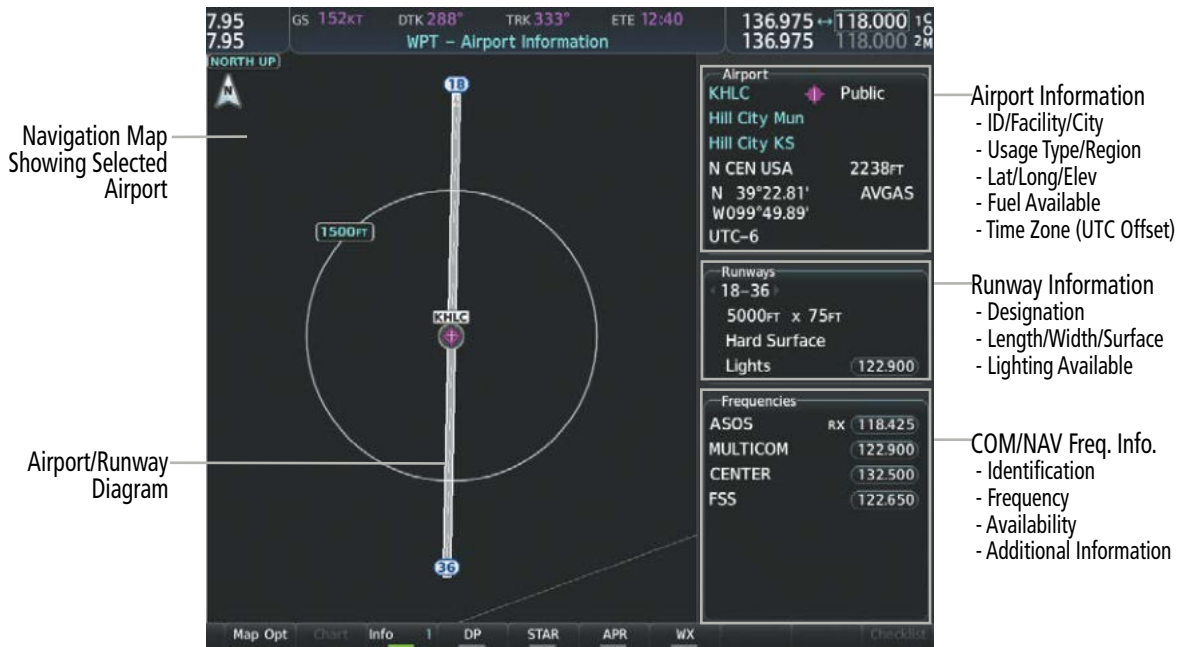 7.95 GS 152KT DTK 288° TRK 333° ETE 12:40 136.975 ↔ 118.000 1 C
7.95 WPT – Airport Information 136.975 118.000 2 O M
NORTH UP
N
18
1500FT
KHLC
36
Airport
KHLC Public
Hill City Mun
Hill City KS
N CEN USA 2238FT
N 39°22.81' AVGAS
W099°49.89'
UTC-6
Runways
18–36
5000FT x 75FT
Hard Surface
Lights 122.900
Frequencies
ASOS RX 118.425
MULTICOM 122.900
CENTER 132.500
FSS 122.650
Map Opt Chart Info 1 DP STAR APR WX Checklist
Navigation Map
Showing Selected
Airport
Airport/Runway
Diagram
Airport Information
- ID/Facility/City
- Usage Type/Region
- Lat/Long/Elev
- Fuel Available
- Time Zone (UTC Offset)
Runway Information
- Designation
- Length/Width/Surface
- Lighting Available
COM/NAV Freq. Info.
- Identification
- Frequency
- Availability
- Additional Information